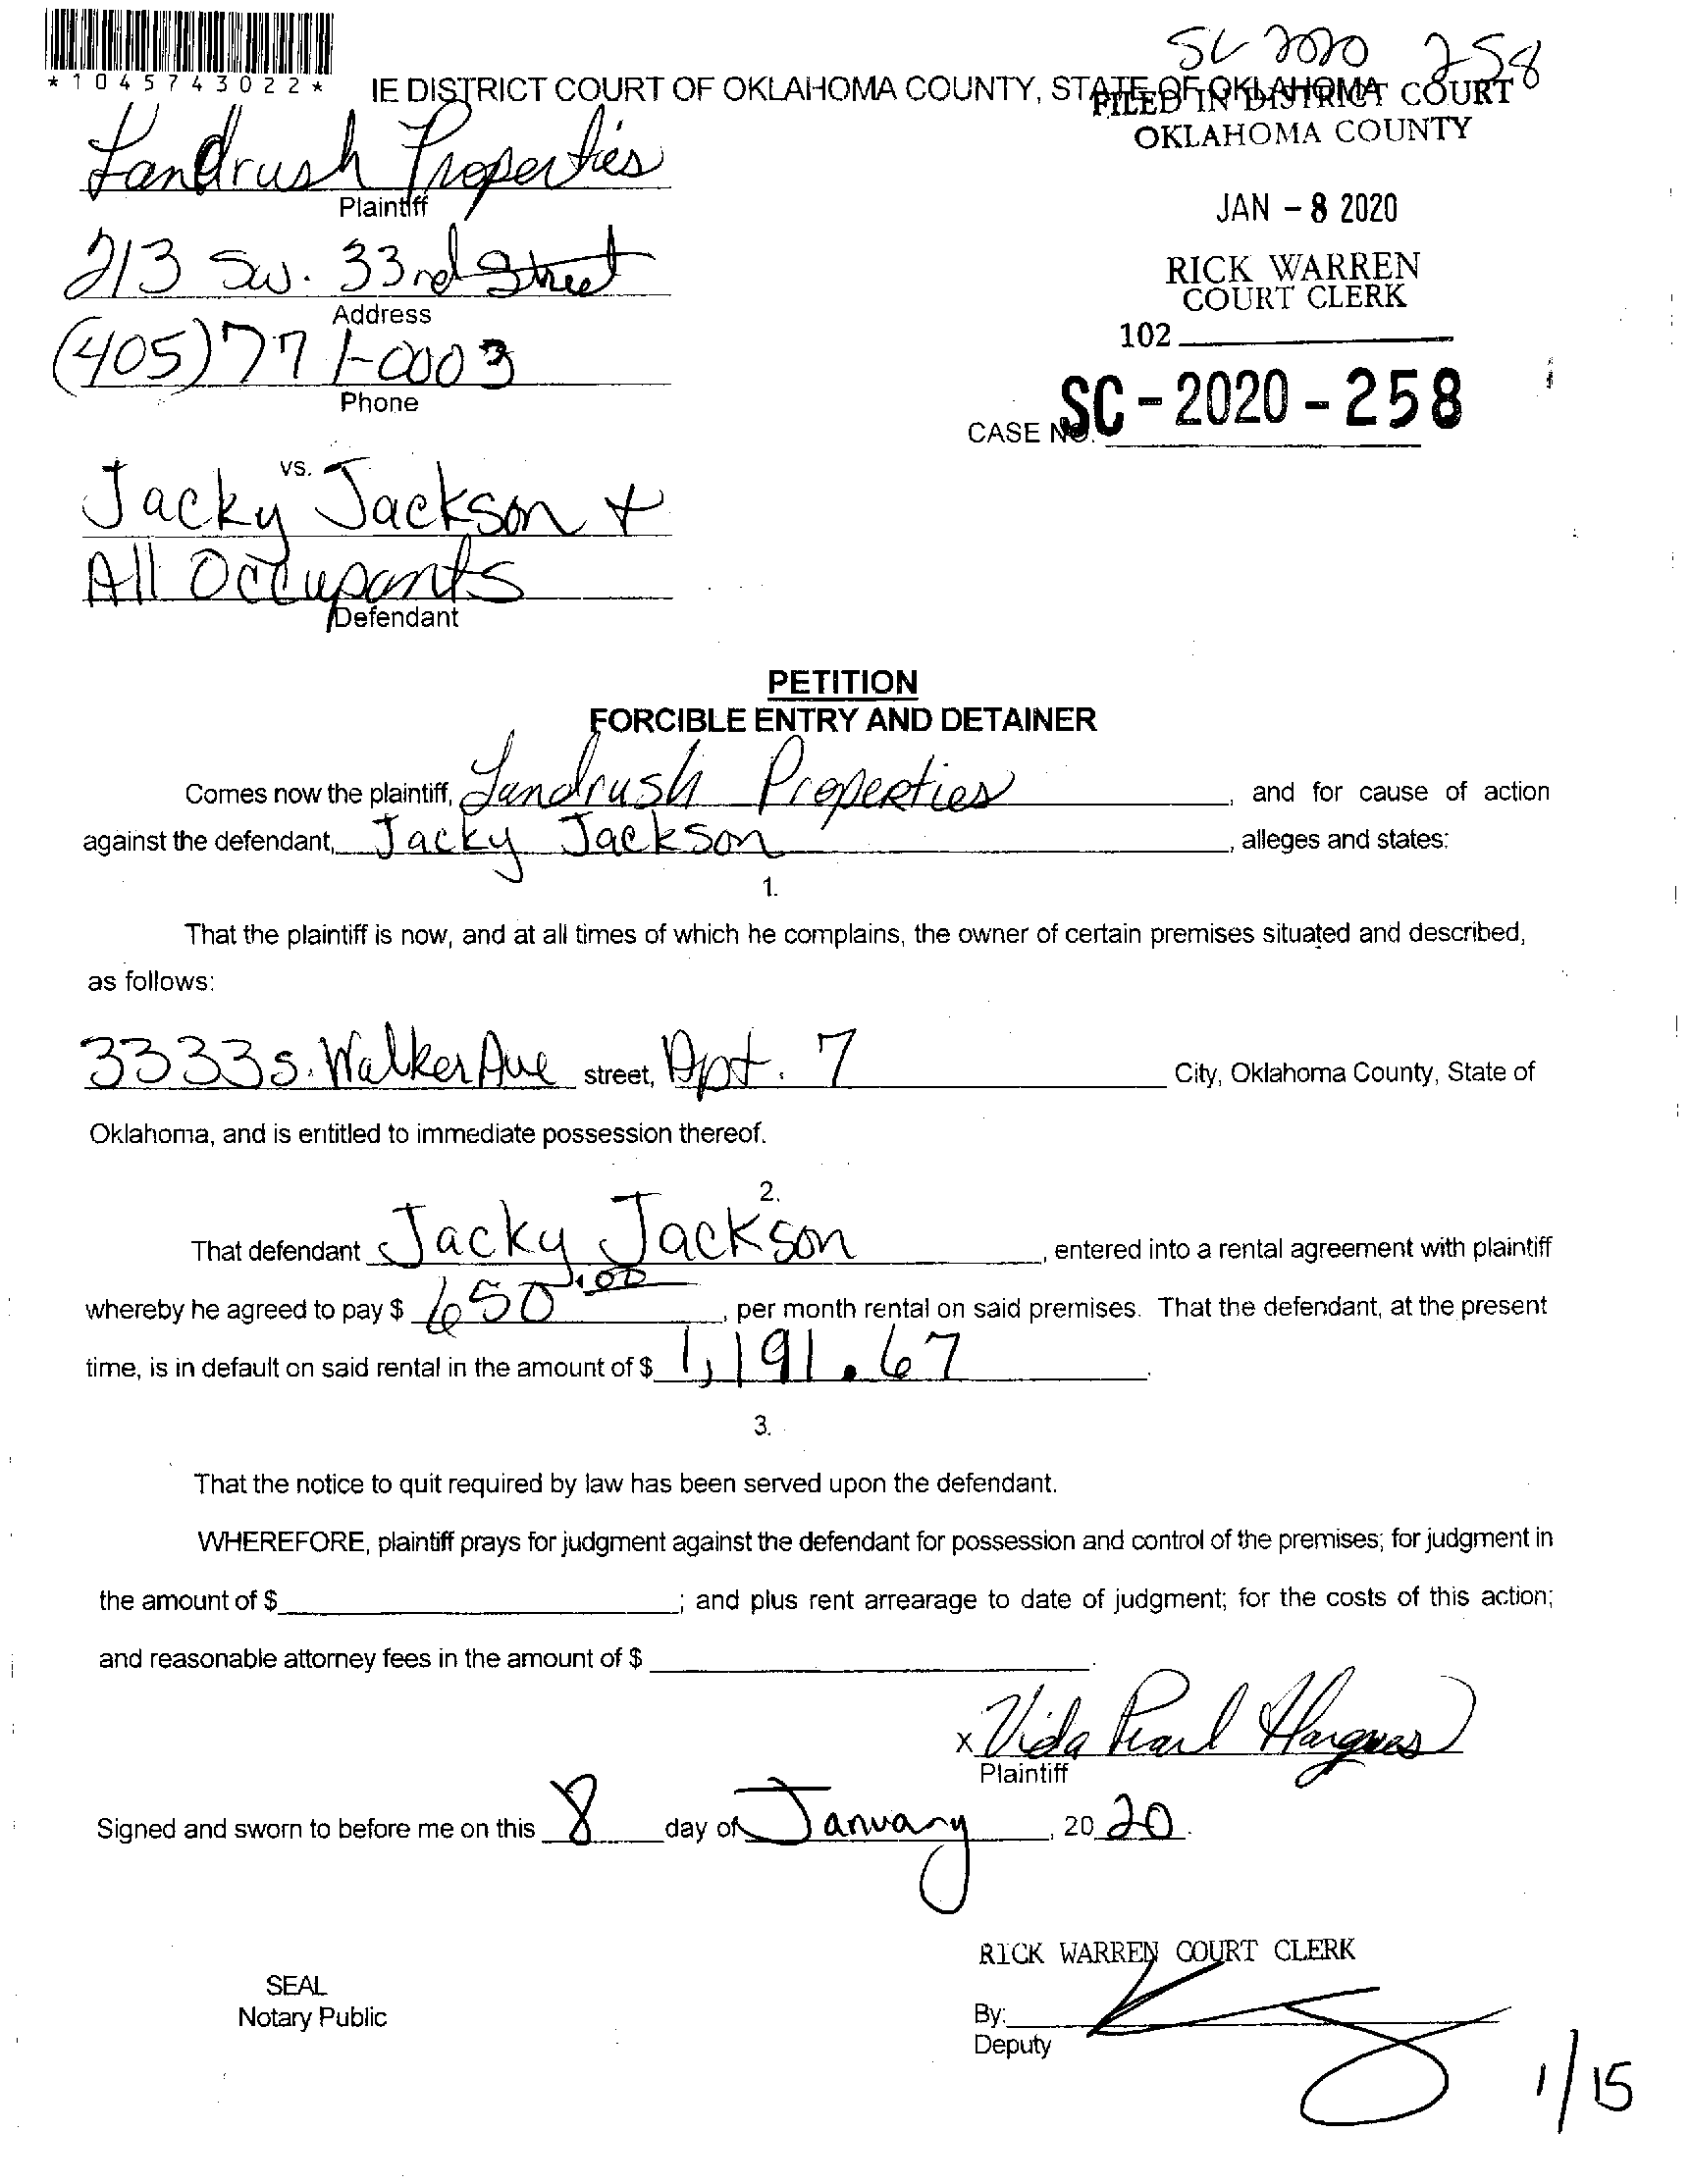 *1045743022*
SC 2020 258
IE DISTRICT COURT OF OKLAHOMA COUNTY, STATE OF OKLAHOMA
FILED IN DISTRICT COURT
OKLAHOMA COUNTY
Landrush Properties
Plaintiff
JAN - 8 2020
213 SW. 33rd Street
Address
RICK WARREN
COURT CLERK
102
(405) 771-0003
Phone
CASE NO. SC - 2020 - 258
vs.
Jacky Jackson +
All Occupants
Defendant
PETITION
FORCIBLE ENTRY AND DETAINER
Comes now the plaintiff, Landrush Properties, and for cause of action
against the defendant, Jacky Jackson, alleges and states:
1.
That the plaintiff is now, and at all times of which he complains, the owner of certain premises situated and described,
as follows:
3333 S. Walker Ave street, Apt. 7 City, Oklahoma County, State of
Oklahoma, and is entitled to immediate possession thereof.
2.
That defendant Jacky Jackson, entered into a rental agreement with plaintiff
whereby he agreed to pay $ 650.00, per month rental on said premises. That the defendant, at the present
time, is in default on said rental in the amount of $ 1,191.67.
3.
That the notice to quit required by law has been served upon the defendant.
WHEREFORE, plaintiff prays for judgment against the defendant for possession and control of the premises; for judgment in
the amount of $; and plus rent arrearage to date of judgment; for the costs of this action;
and reasonable attorney fees in the amount of $.
x Vida Pearl Hargues
Plaintiff
Signed and sworn to before me on this 8 day of January, 20 20.
RICK WARREN COURT CLERK
SEAL
Notary Public
By:
Deputy
1/15